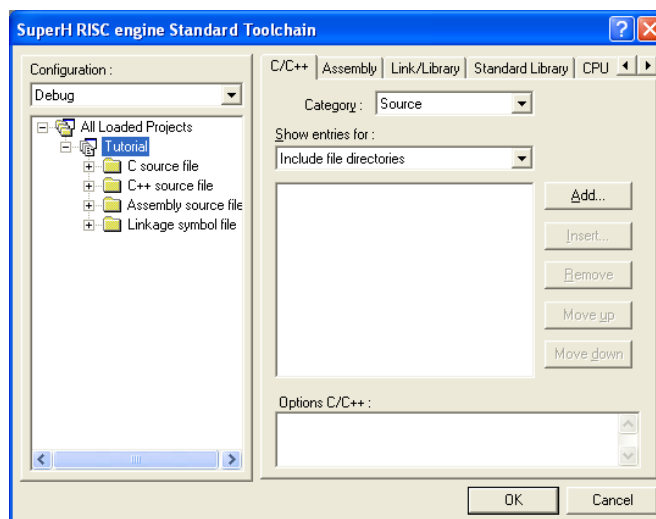 SuperH RISC engine Standard Toolchain
Configuration :
Debug
All Loaded Projects
Tutorial
C source file
C++ source file
Assembly source file
Linkage symbol file
C/C++ Assembly Link/Library Standard Library CPU
Category : Source
Show entries for :
Include file directories
Add...
Insert...
Remove
Move up
Move down
Options C/C++ :
OK Cancel